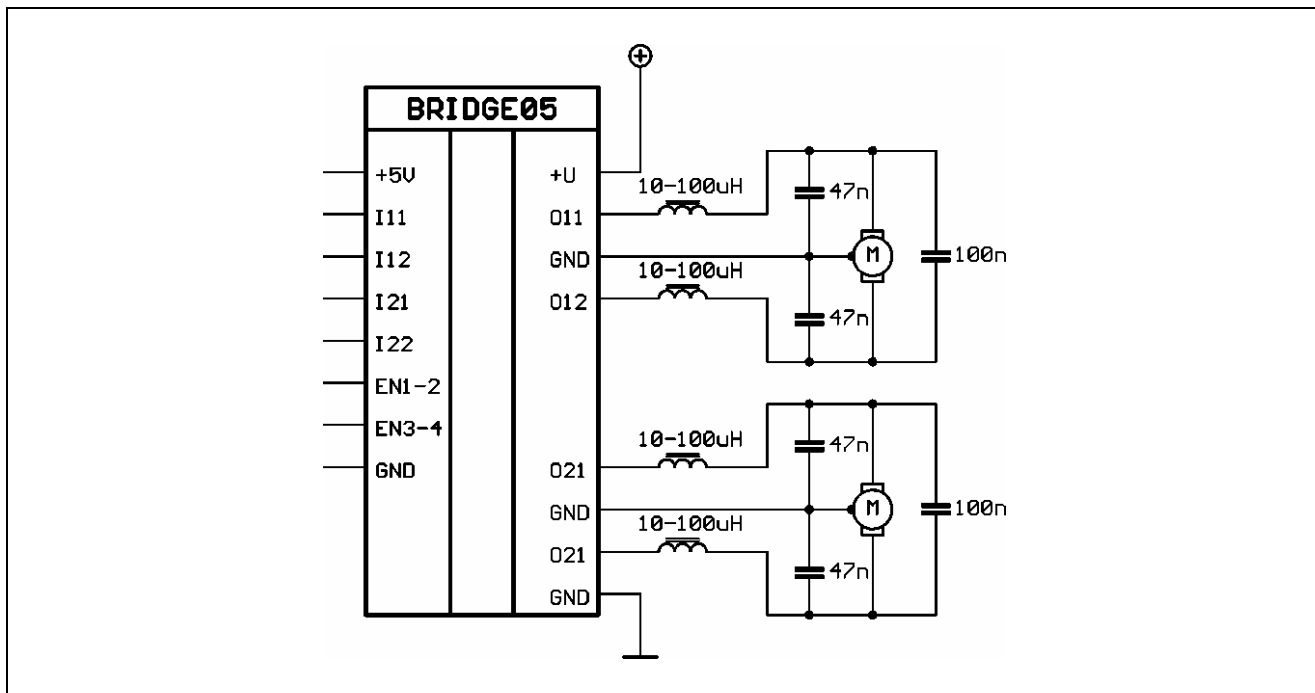 BRIDGE05
+5V
I11
I12
I21
I22
EN1-2
EN3-4
GND
+U
O11
GND
O12
O21
GND
O21
GND
10-100uH
10-100uH
47n
47n
M
100n
10-100uH
10-100uH
47n
47n
M
100n